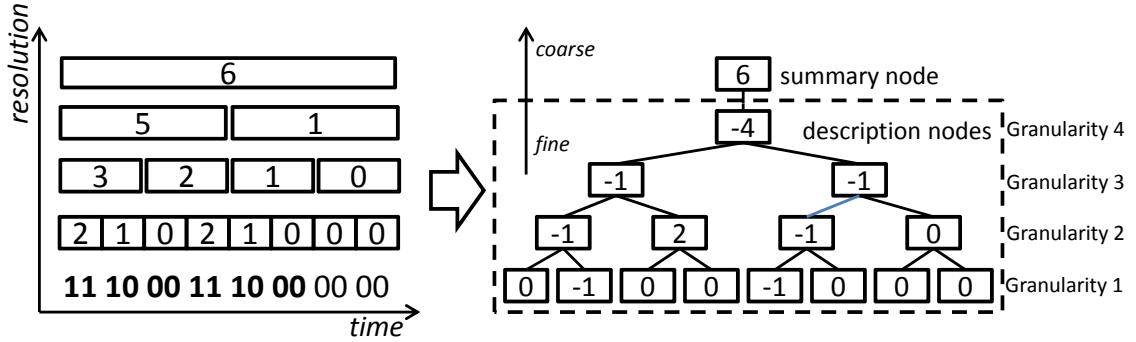 resolution
6
5 1
3 2 1 0
2 1 0 2 1 0 0 0
11 10 00 11 10 00 00 00
time
coarse
fine
6 summary node
-4 description nodes Granularity 4
-1 -1 Granularity 3
-1 2 -1 0 Granularity 2
0 -1 0 0 -1 0 0 0 Granularity 1